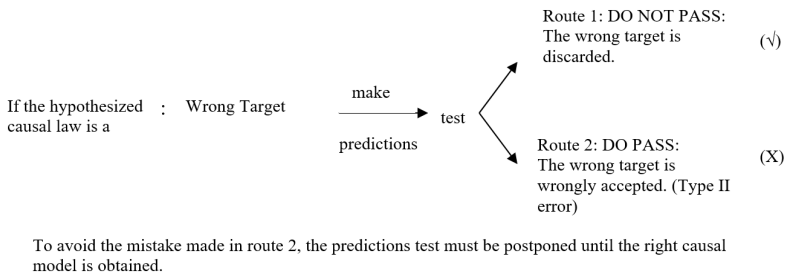 Route 1: DO NOT PASS:
The wrong target is
discarded.
(√)
If the hypothesized
causal law is a
:
Wrong Target
make
predictions
test
Route 2: DO PASS:
The wrong target is
wrongly accepted. (Type II
error)
(X)
To avoid the mistake made in route 2, the predictions test must be postponed until the right causal
model is obtained.